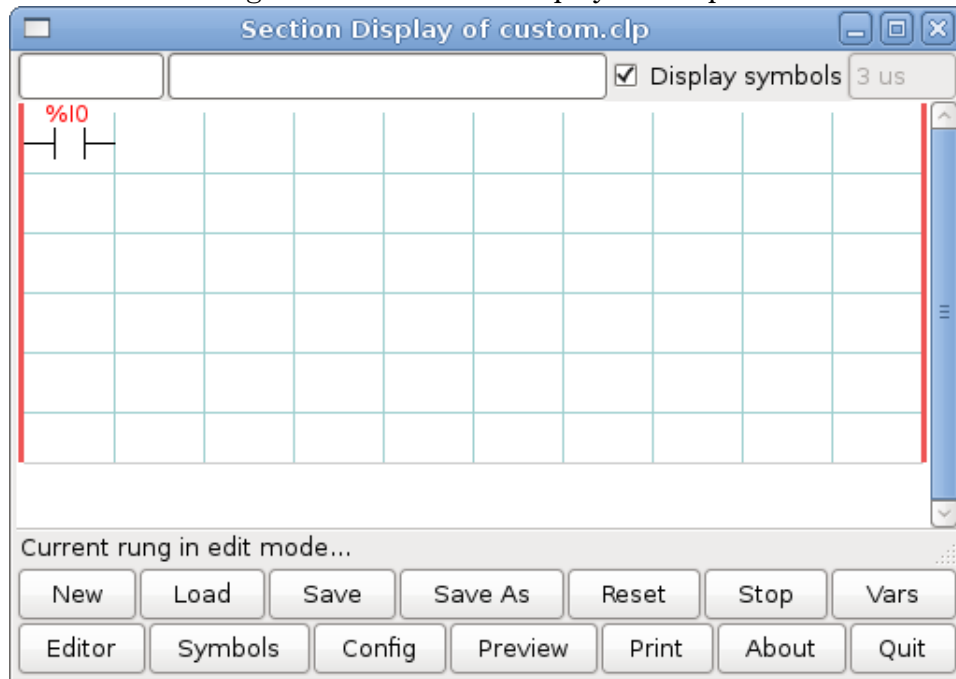 Section Display of custom.clp
Display symbols 3 us
%I0
Current rung in edit mode...
New Load Save Save As Reset Stop Vars
Editor Symbols Config Preview Print About Quit